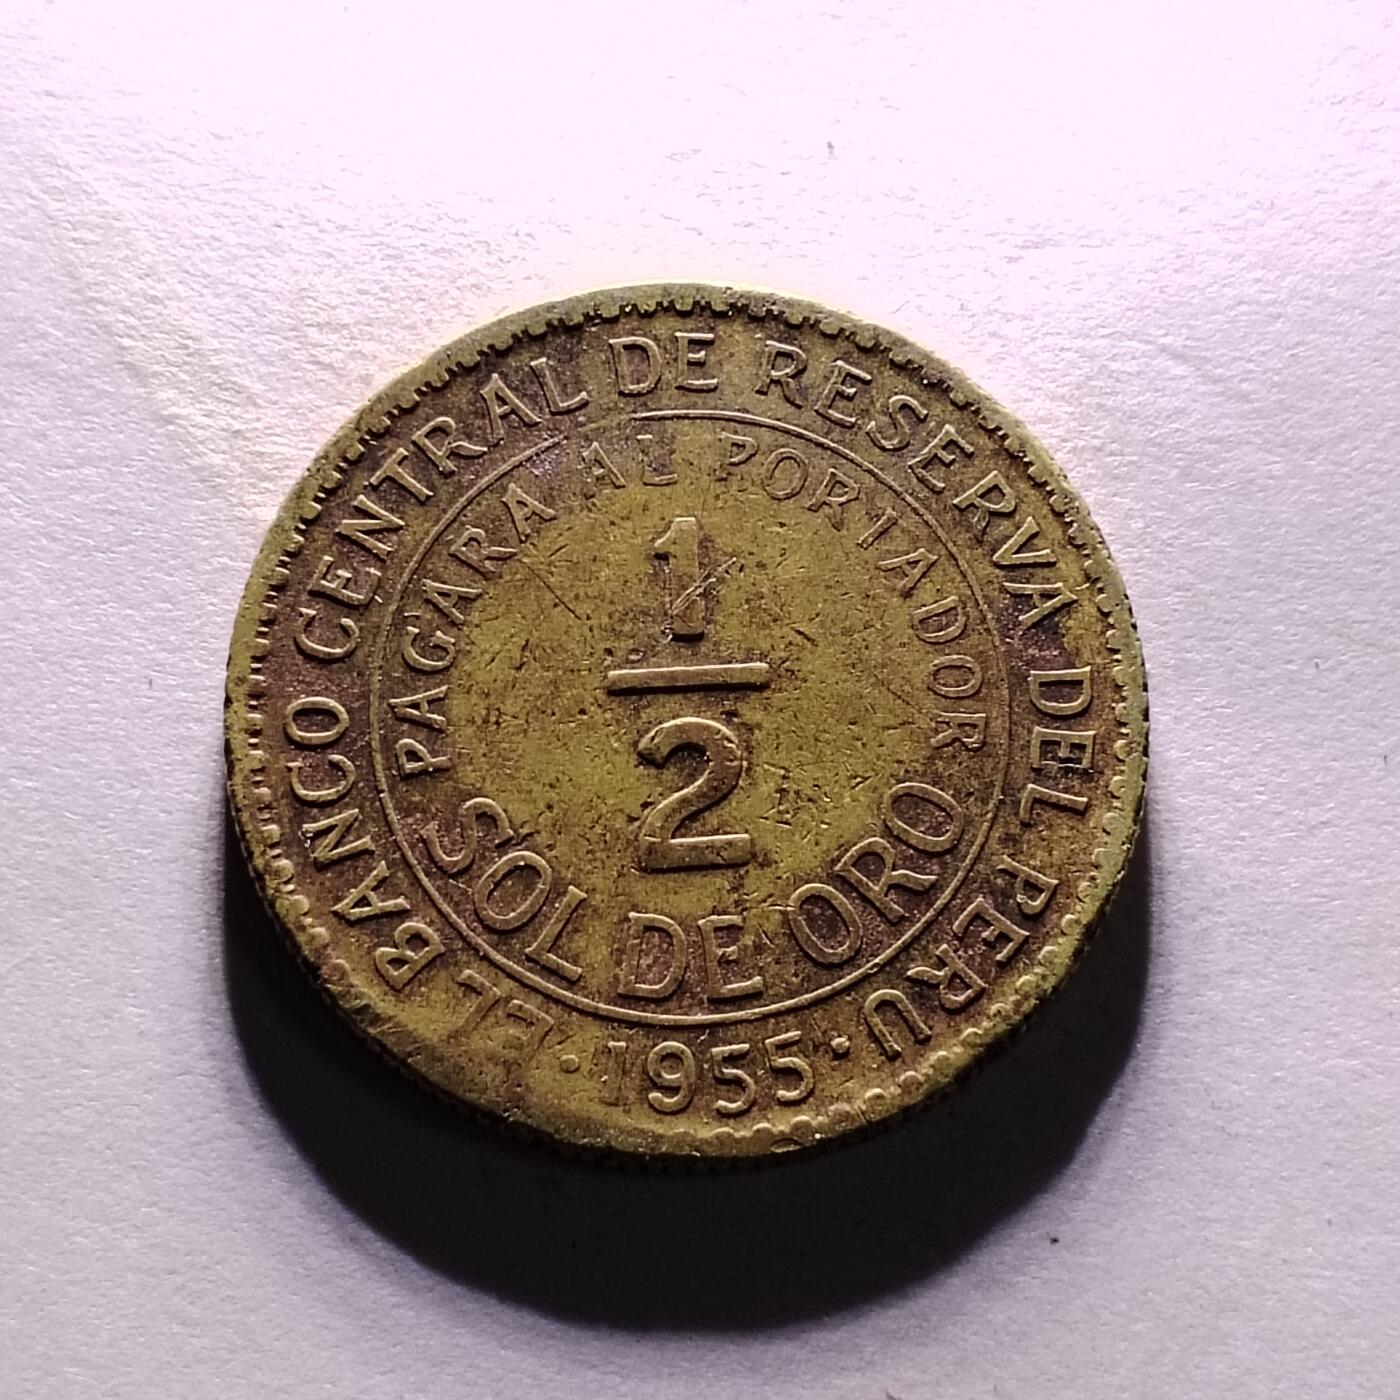 EL BANCO CENTRAL DE RESERVA DEL PERU
PAGARA AL PORTADOR
1
2
SOL DE ORO
· 1955 ·